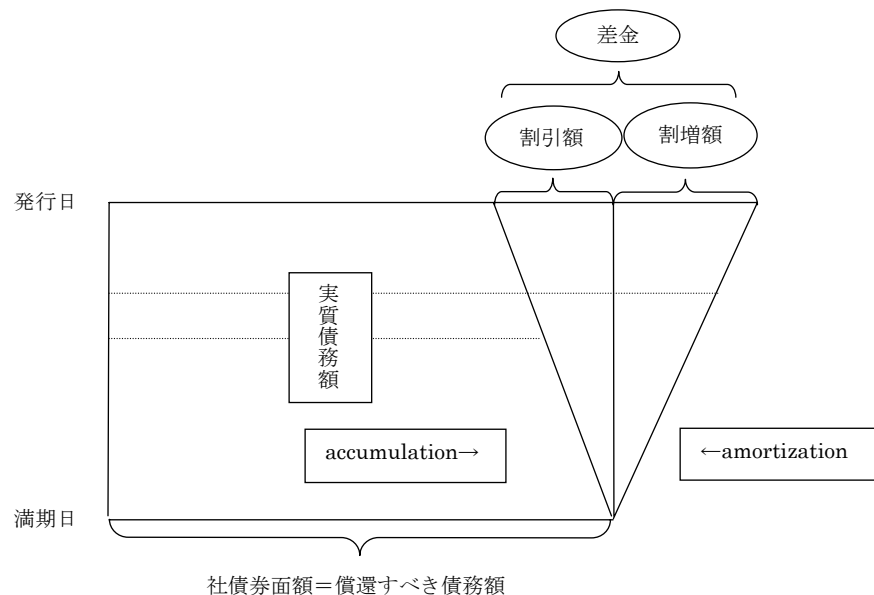 差金
割引額
割増額
発行日
実質債務額
accumulation→
←amortization
満期日
社債券面額＝償還すべき債務額